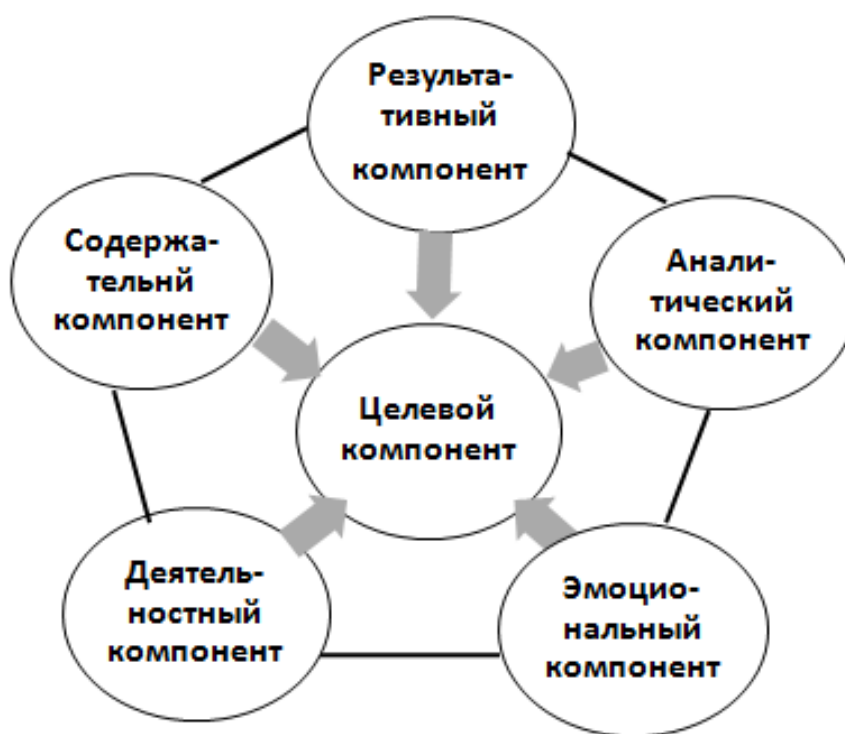 Результа-
тивный
компонент
Содержа-
тельнй
компонент
Анали-
тический
компонент
Целевой
компонент
Деятель-
ностный
компонент
Эмоцио-
нальный
компонент